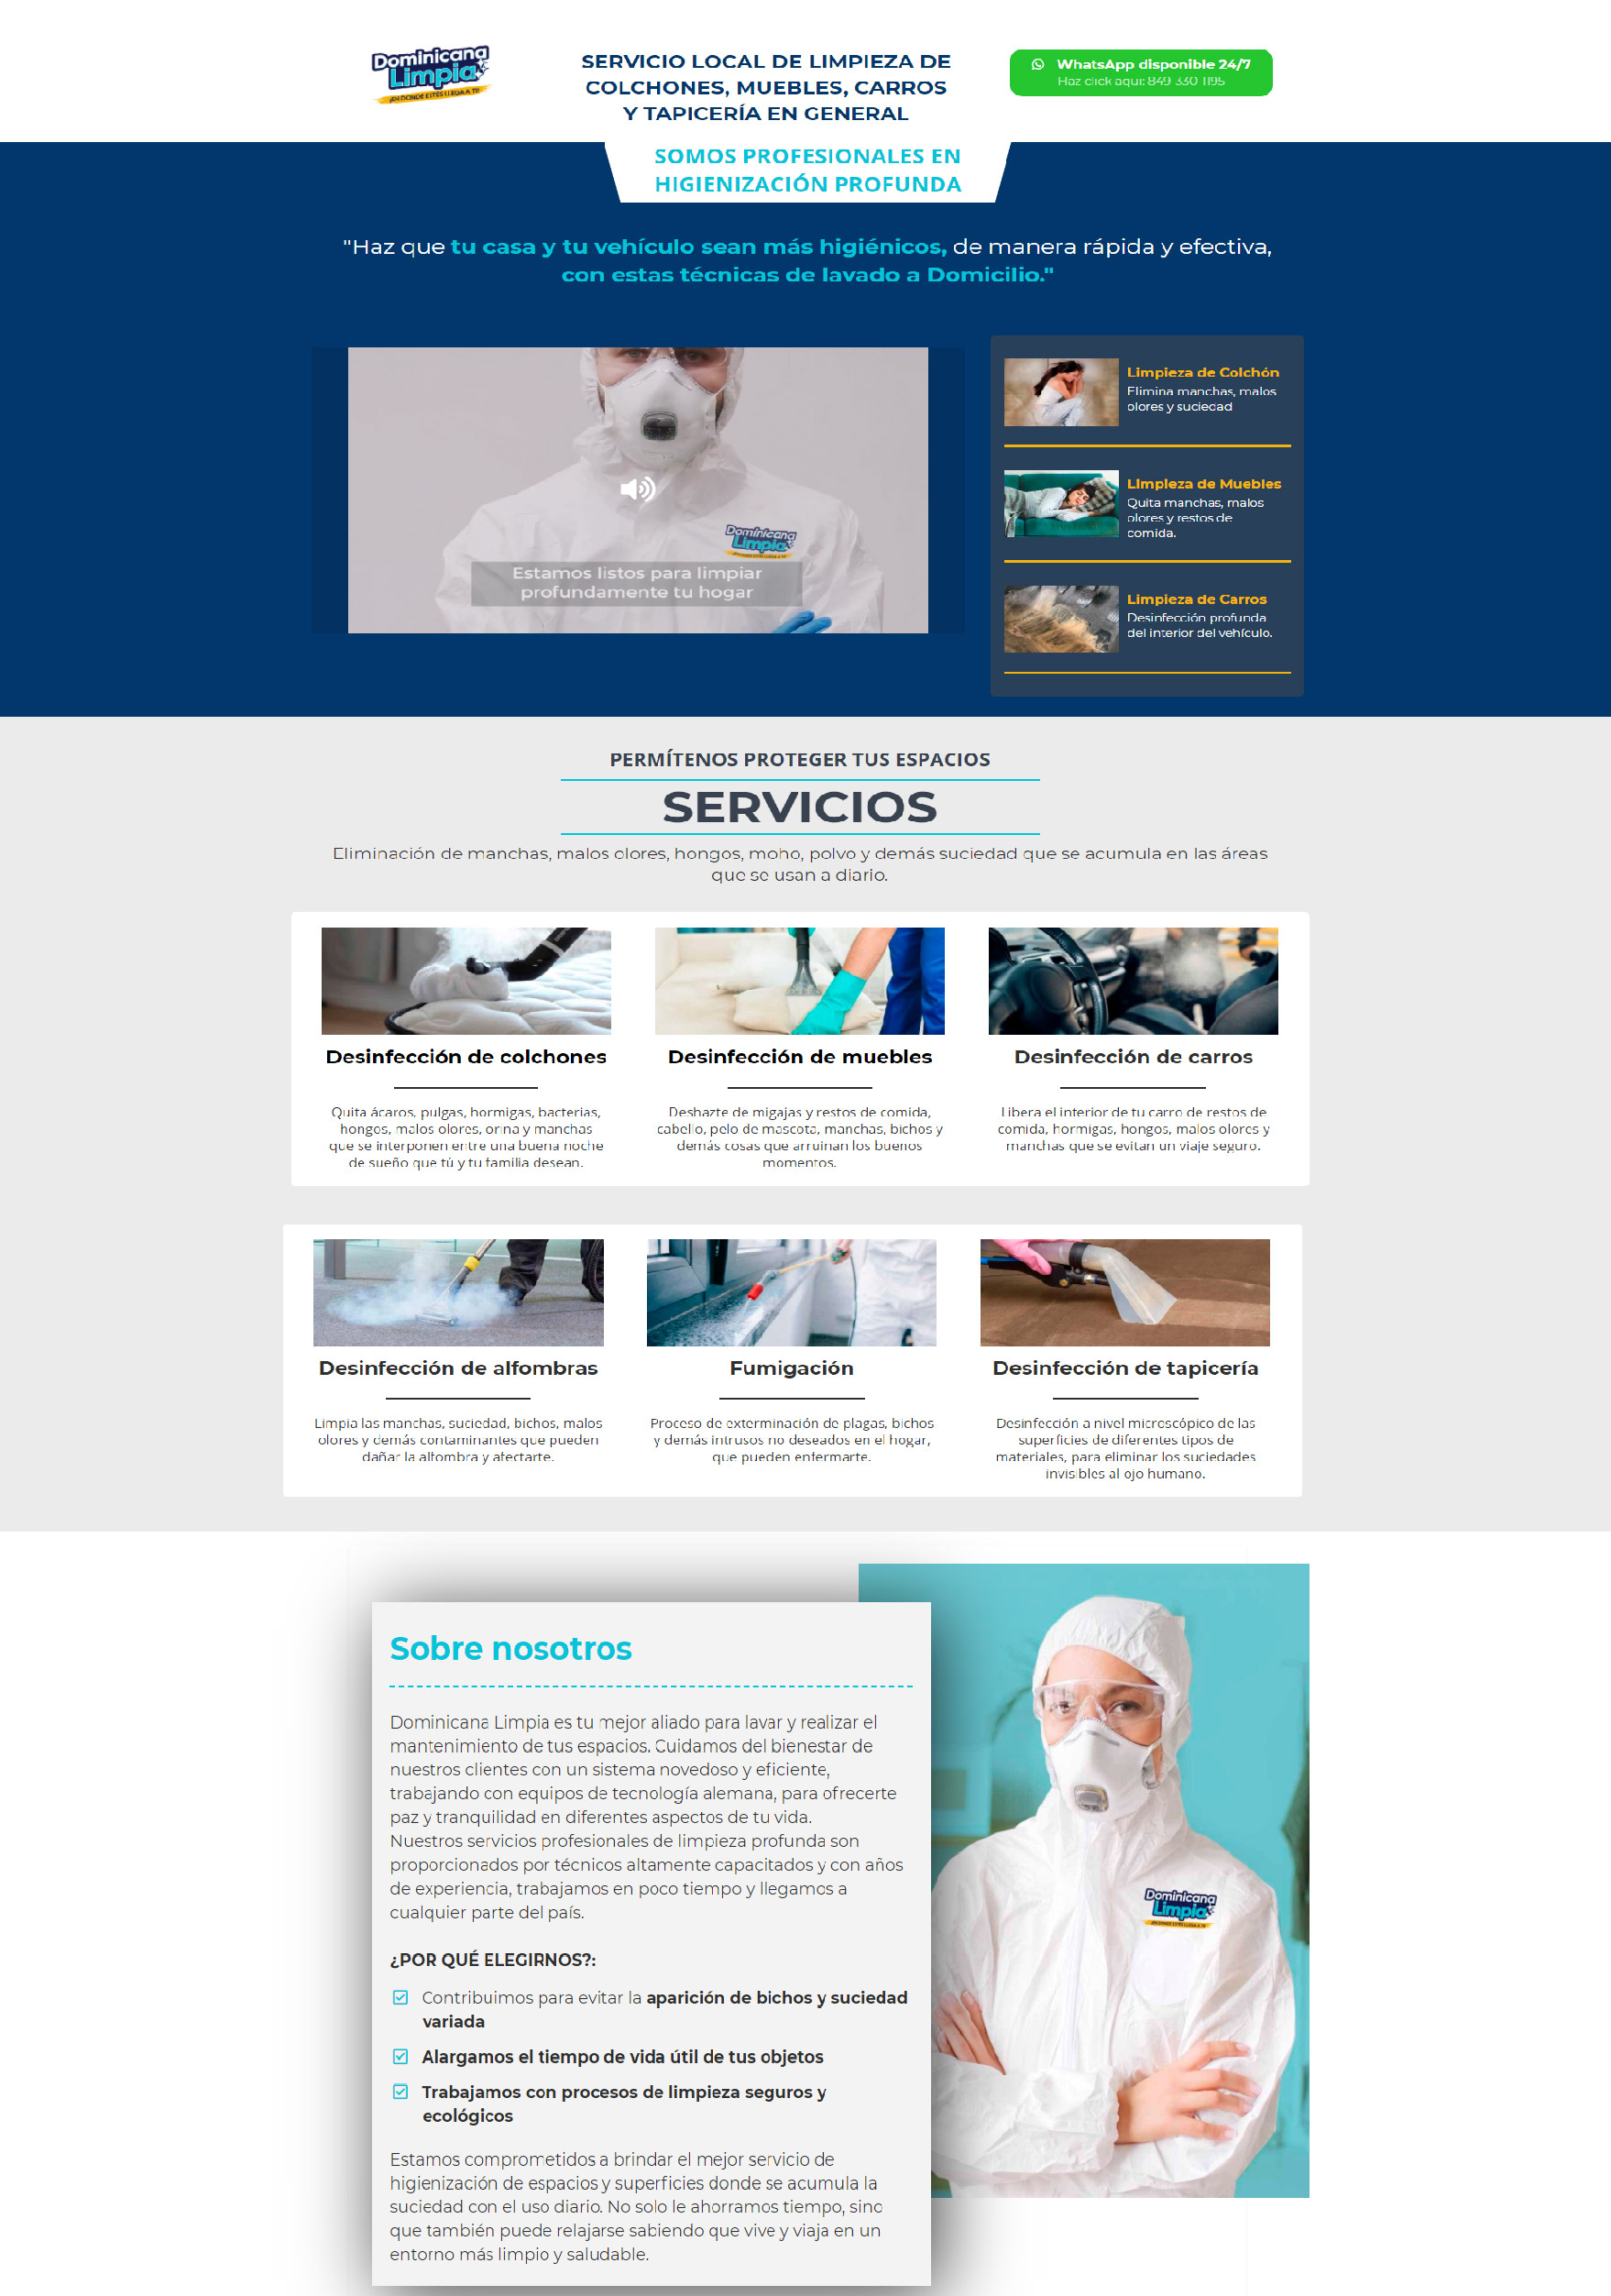 Dominicana
Limpia
¡EN DONDE ESTÉS LLEGA A TI!
SERVICIO LOCAL DE LIMPIEZA DE
COLCHONES, MUEBLES, CARROS
Y TAPICERÍA EN GENERAL
WhatsApp disponible 24/7
Haz click aqui: 849 330 1195
SOMOS PROFESIONALES EN
HIGIENIZACIÓN PROFUNDA
"Haz que tu casa y tu vehículo sean más higiénicos, de manera rápida y efectiva,
con estas técnicas de lavado a Domicilio."
Dominicana
Limpia
Estamos listos para limpiar
profundamente tu hogar
Limpieza de Colchón
Elimina manchas, malos
olores y suciedad
Limpieza de Muebles
Quita manchas, malos
olores y restos de
comida.
Limpieza de Carros
Desinfección profunda
del interior del vehículo.
PERMÍTENOS PROTEGER TUS ESPACIOS
SERVICIOS
Eliminación de manchas, malos olores, hongos, moho, polvo y demás suciedad que se acumula en las áreas
que se usan a diario.
Desinfección de colchones
Quita ácaros, pulgas, hormigas, bacterias,
hongos, malos olores, orina y manchas
que se interponen entre una buena noche
de sueño que tú y tu familia desean.
Desinfección de muebles
Deshazte de migajas y restos de comida,
cabello, pelo de mascota, manchas, bichos y
demás cosas que arruinan los buenos
momentos.
Desinfección de carros
Libera el interior de tu carro de restos de
comida, hormigas, hongos, malos olores y
manchas que se evitan un viaje seguro.
Desinfección de alfombras
Limpia las manchas, suciedad, bichos, malos
olores y demás contaminantes que pueden
dañar la alfombra y afectarte.
Fumigación
Proceso de exterminación de plagas, bichos
y demás intrusos no deseados en el hogar,
que pueden enfermarte.
Desinfección de tapicería
Desinfección a nivel microscópico de las
superficies de diferentes tipos de
materiales, para eliminar los suciedades
invisibles al ojo humano.
Sobre nosotros
Dominicana Limpia es tu mejor aliado para lavar y realizar el
mantenimiento de tus espacios. Cuidamos del bienestar de
nuestros clientes con un sistema novedoso y eficiente,
trabajando con equipos de tecnología alemana, para ofrecerte
paz y tranquilidad en diferentes aspectos de tu vida.
Nuestros servicios profesionales de limpieza profunda son
proporcionados por técnicos altamente capacitados y con años
de experiencia, trabajamos en poco tiempo y llegamos a
cualquier parte del país.
¿POR QUÉ ELEGIRNOS?:
Contribuimos para evitar la aparición de bichos y suciedad
variada
Alargamos el tiempo de vida útil de tus objetos
Trabajamos con procesos de limpieza seguros y
ecológicos
Estamos comprometidos a brindar el mejor servicio de
higienización de espacios y superficies donde se acumula la
suciedad con el uso diario. No solo le ahorramos tiempo, sino
que también puede relajarse sabiendo que vive y viaja en un
entorno más limpio y saludable.
Dominicana
Limpia